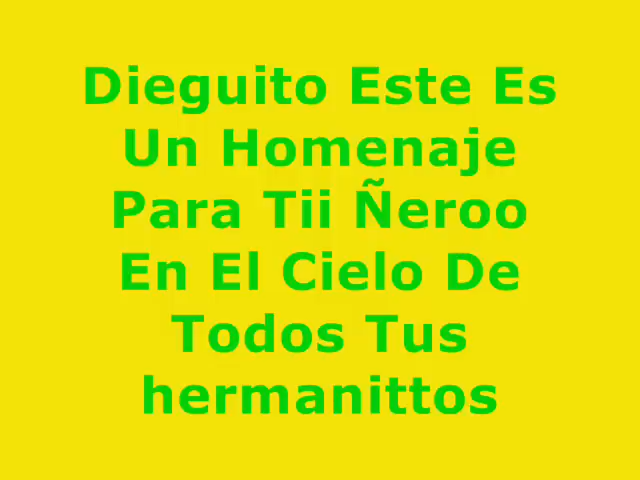 Dieguito Este Es
Un Homenaje
Para Tii Ñeroo
En El Cielo De
Todos Tus
hermanittos